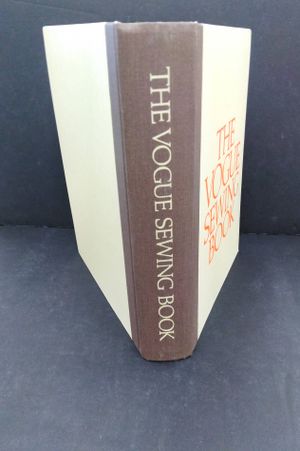 THE VOGUE SEWING BOOK
THE
VOGUE
SEWING
BOOK